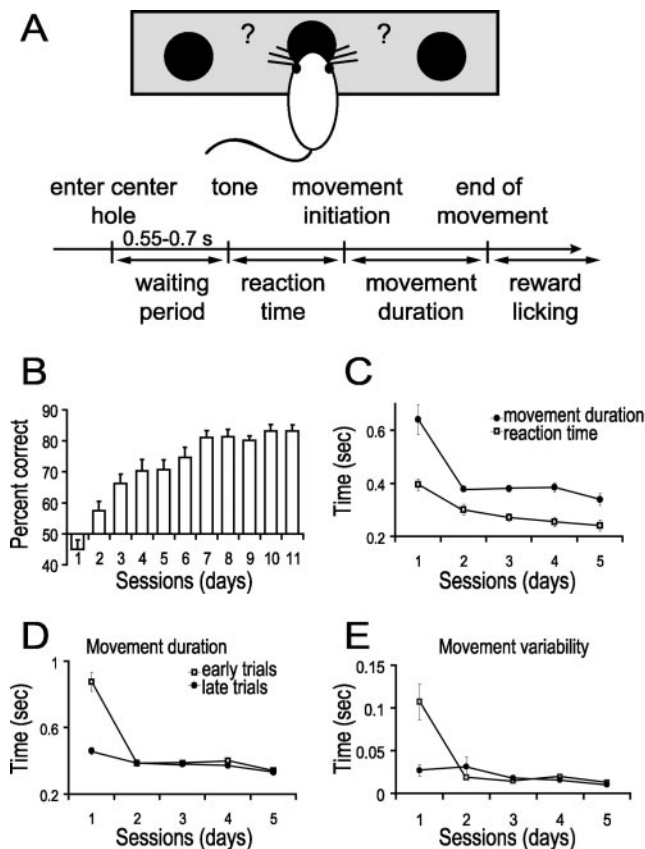 A
? ?
enter center tone movement end of
hole initiation movement
0.55-0.7 s
waiting reaction movement reward
period time duration licking
B
Percent correct
90
80
70
60
50
40
1 2 3 4 5 6 7 8 9 10 11
Sessions (days)
C
movement duration
reaction time
Time (sec)
0.6
0.4
0.2
1 2 3 4 5
Sessions (days)
D
Movement duration
early trials
late trials
Time (sec)
1
0.6
0.2
1 2 3 4 5
Sessions (days)
E
Movement variability
Time (sec)
0.15
0.1
0.05
0
1 2 3 4 5
Sessions (days)